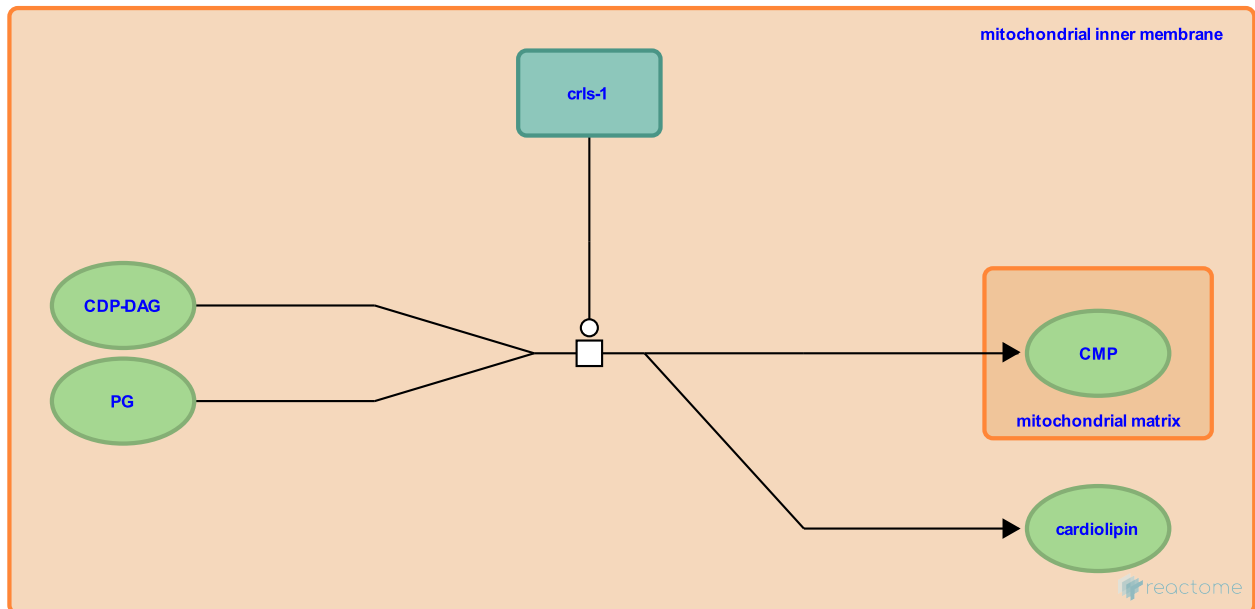 mitochondrial inner membrane
crls-1
CDP-DAG
PG
CMP
mitochondrial matrix
cardiolipin
reactome